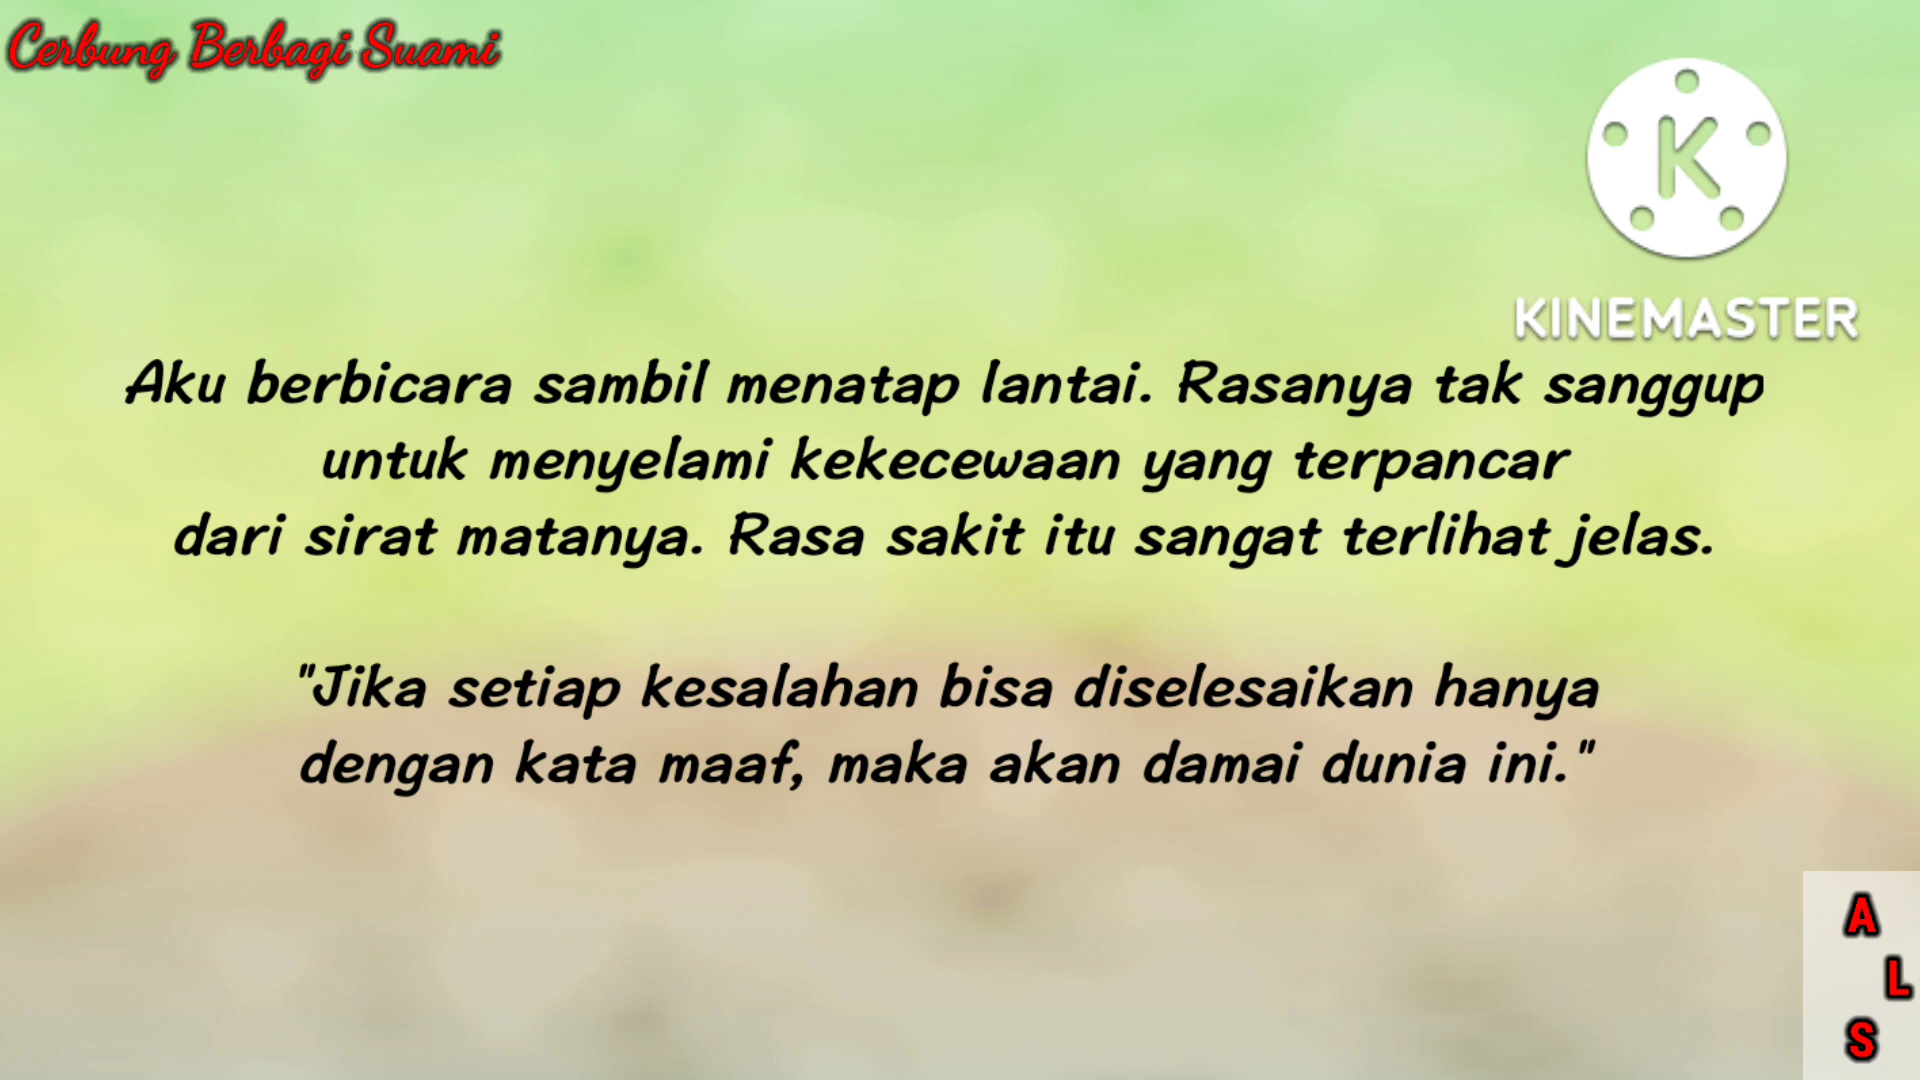 Cerbung Berbagi Suami
KINEMASTER
Aku berbicara sambil menatap lantai. Rasanya tak sanggup
untuk menyelami kekecewaan yang terpancar
dari sirat matanya. Rasa sakit itu sangat terlihat jelas.
"Jika setiap kesalahan bisa diselesaikan hanya
dengan kata maaf, maka akan damai dunia ini."
A
L
S